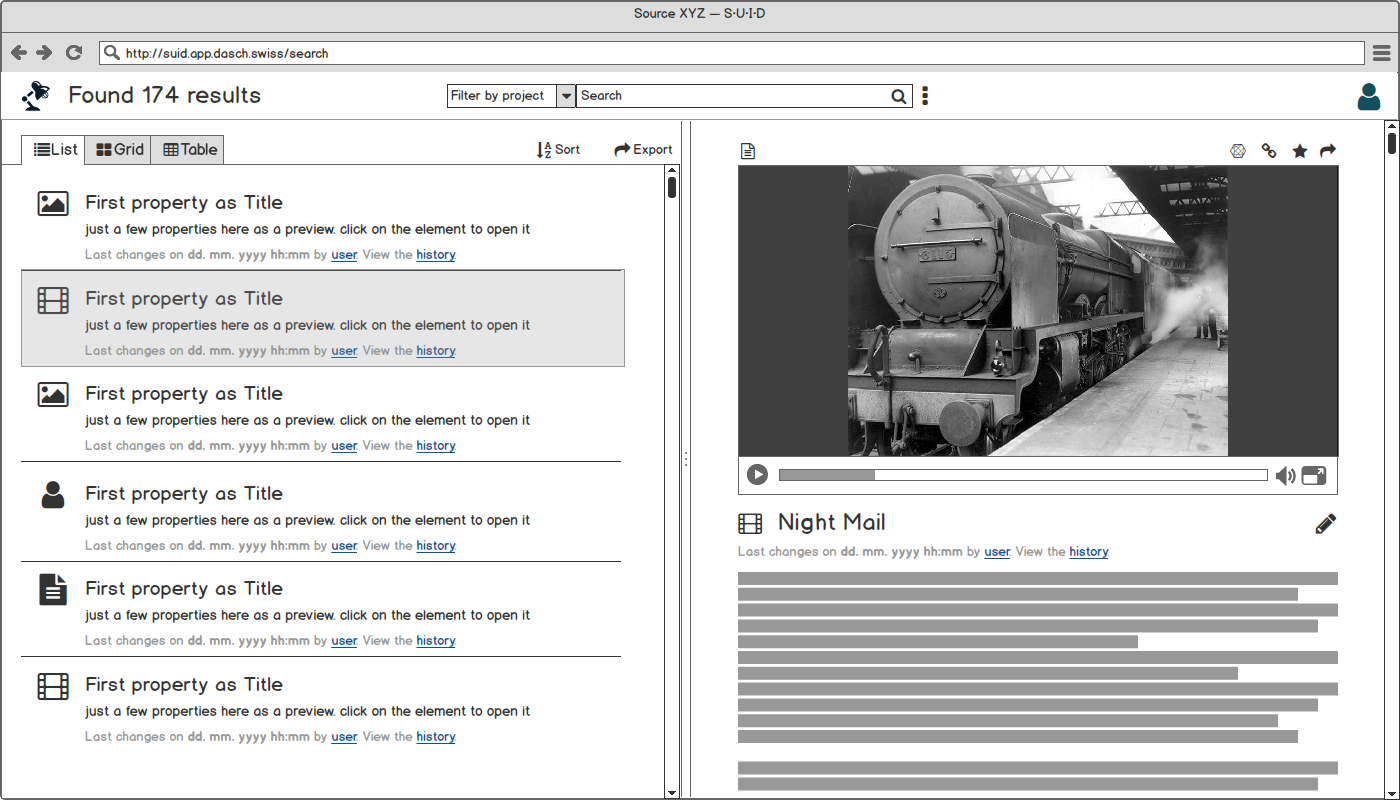 Source XYZ — S·U·I·D
http://suid.app.dasch.swiss/search
Found 174 results
Filter by project
Search
List
Grid
Table
Sort
Export
First property as Title
just a few properties here as a preview. click on the element to open it
Last changes on dd. mm. yyyy hh:mm by user. View the history.
First property as Title
just a few properties here as a preview. click on the element to open it
Last changes on dd. mm. yyyy hh:mm by user. View the history.
First property as Title
just a few properties here as a preview. click on the element to open it
Last changes on dd. mm. yyyy hh:mm by user. View the history.
First property as Title
just a few properties here as a preview. click on the element to open it
Last changes on dd. mm. yyyy hh:mm by user. View the history.
First property as Title
just a few properties here as a preview. click on the element to open it
Last changes on dd. mm. yyyy hh:mm by user. View the history.
First property as Title
just a few properties here as a preview. click on the element to open it
Last changes on dd. mm. yyyy hh:mm by user. View the history.
Night Mail
Last changes on dd. mm. yyyy hh:mm by user. View the history.